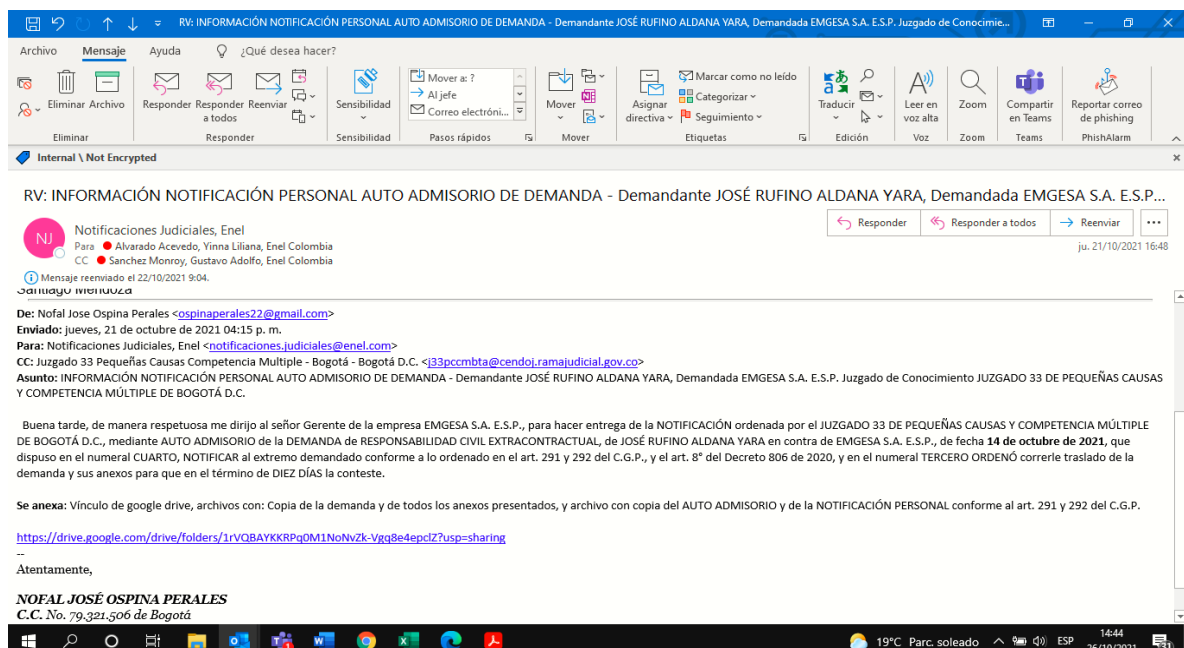 RV: INFORMACIÓN NOTIFICACIÓN PERSONAL AUTO ADMISORIO DE DEMANDA - Demandante JOSÉ RUFINO ALDANA YARA, Demandada EMGESA S.A. E.S.P. Juzgado de Conocimie...
Archivo Mensaje Ayuda ¿Qué desea hacer?
Eliminar Archivo
Responder Responder a todos Reenviar
Sensibilidad
Mover a: ?
Al jefe
Correo electróni...
Mover
Asignar directiva
Marcar como no leído
Categorizar
Seguimiento
Traducir
Leer en voz alta
Zoom
Compartir en Teams
Reportar correo de phishing
Eliminar Responder Sensibilidad Pasos rápidos Mover Etiquetas Edición Voz Zoom Teams PhishAlarm
Internal \ Not Encrypted
RV: INFORMACIÓN NOTIFICACIÓN PERSONAL AUTO ADMISORIO DE DEMANDA - Demandante JOSÉ RUFINO ALDANA YARA, Demandada EMGESA S.A. E.S.P...
NJ
Notificaciones Judiciales, Enel
Para Alvarado Acevedo, Yinna Liliana, Enel Colombia
CC Sanchez Monroy, Gustavo Adolfo, Enel Colombia
Responder Responder a todos Reenviar ...
ju. 21/10/2021 16:48
Mensaje reenviado el 22/10/2021 9:04.
Santiago Mendoza
De: Nofal Jose Ospina Perales <ospinaperales22@gmail.com>
Enviado: jueves, 21 de octubre de 2021 04:15 p. m.
Para: Notificaciones Judiciales, Enel <notificaciones.judiciales@enel.com>
CC: Juzgado 33 Pequeñas Causas Competencia Multiple - Bogotá - Bogotá D.C. <j33pccmbta@cendoj.ramajudicial.gov.co>
Asunto: INFORMACIÓN NOTIFICACIÓN PERSONAL AUTO ADMISORIO DE DEMANDA - Demandante JOSÉ RUFINO ALDANA YARA, Demandada EMGESA S.A. E.S.P. Juzgado de Conocimiento JUZGADO 33 DE PEQUEÑAS CAUSAS
Y COMPETENCIA MÚLTIPLE DE BOGOTÁ D.C.
Buena tarde, de manera respetuosa me dirijo al señor Gerente de la empresa EMGESA S.A. E.S.P., para hacer entrega de la NOTIFICACIÓN ordenada por el JUZGADO 33 DE PEQUEÑAS CAUSAS Y COMPETENCIA MÚLTIPLE
DE BOGOTÁ D.C., mediante AUTO ADMISORIO de la DEMANDA de RESPONSABILIDAD CIVIL EXTRACONTRACTUAL, de JOSÉ RUFINO ALDANA YARA en contra de EMGESA S.A. E.S.P., de fecha 14 de octubre de 2021, que
dispuso en el numeral CUARTO, NOTIFICAR al extremo demandado conforme a lo ordenado en el art. 291 y 292 del C.G.P., y el art. 8° del Decreto 806 de 2020, y en el numeral TERCERO ORDENÓ correrle traslado de la
demanda y sus anexos para que en el término de DIEZ DÍAS la conteste.
Se anexa: Vínculo de google drive, archivos con: Copia de la demanda y de todos los anexos presentados, y archivo con copia del AUTO ADMISORIO y de la NOTIFICACIÓN PERSONAL conforme al art. 291 y 292 del C.G.P.
https://drive.google.com/drive/folders/1rVQBAYKKRPq0M1NoNvZk-Vgq8e4epclZ?usp=sharing
--
Atentamente,
NOFAL JOSÉ OSPINA PERALES
C.C. No. 79.321.506 de Bogotá
19°C Parc. soleado ESP 14:44
26/10/2021